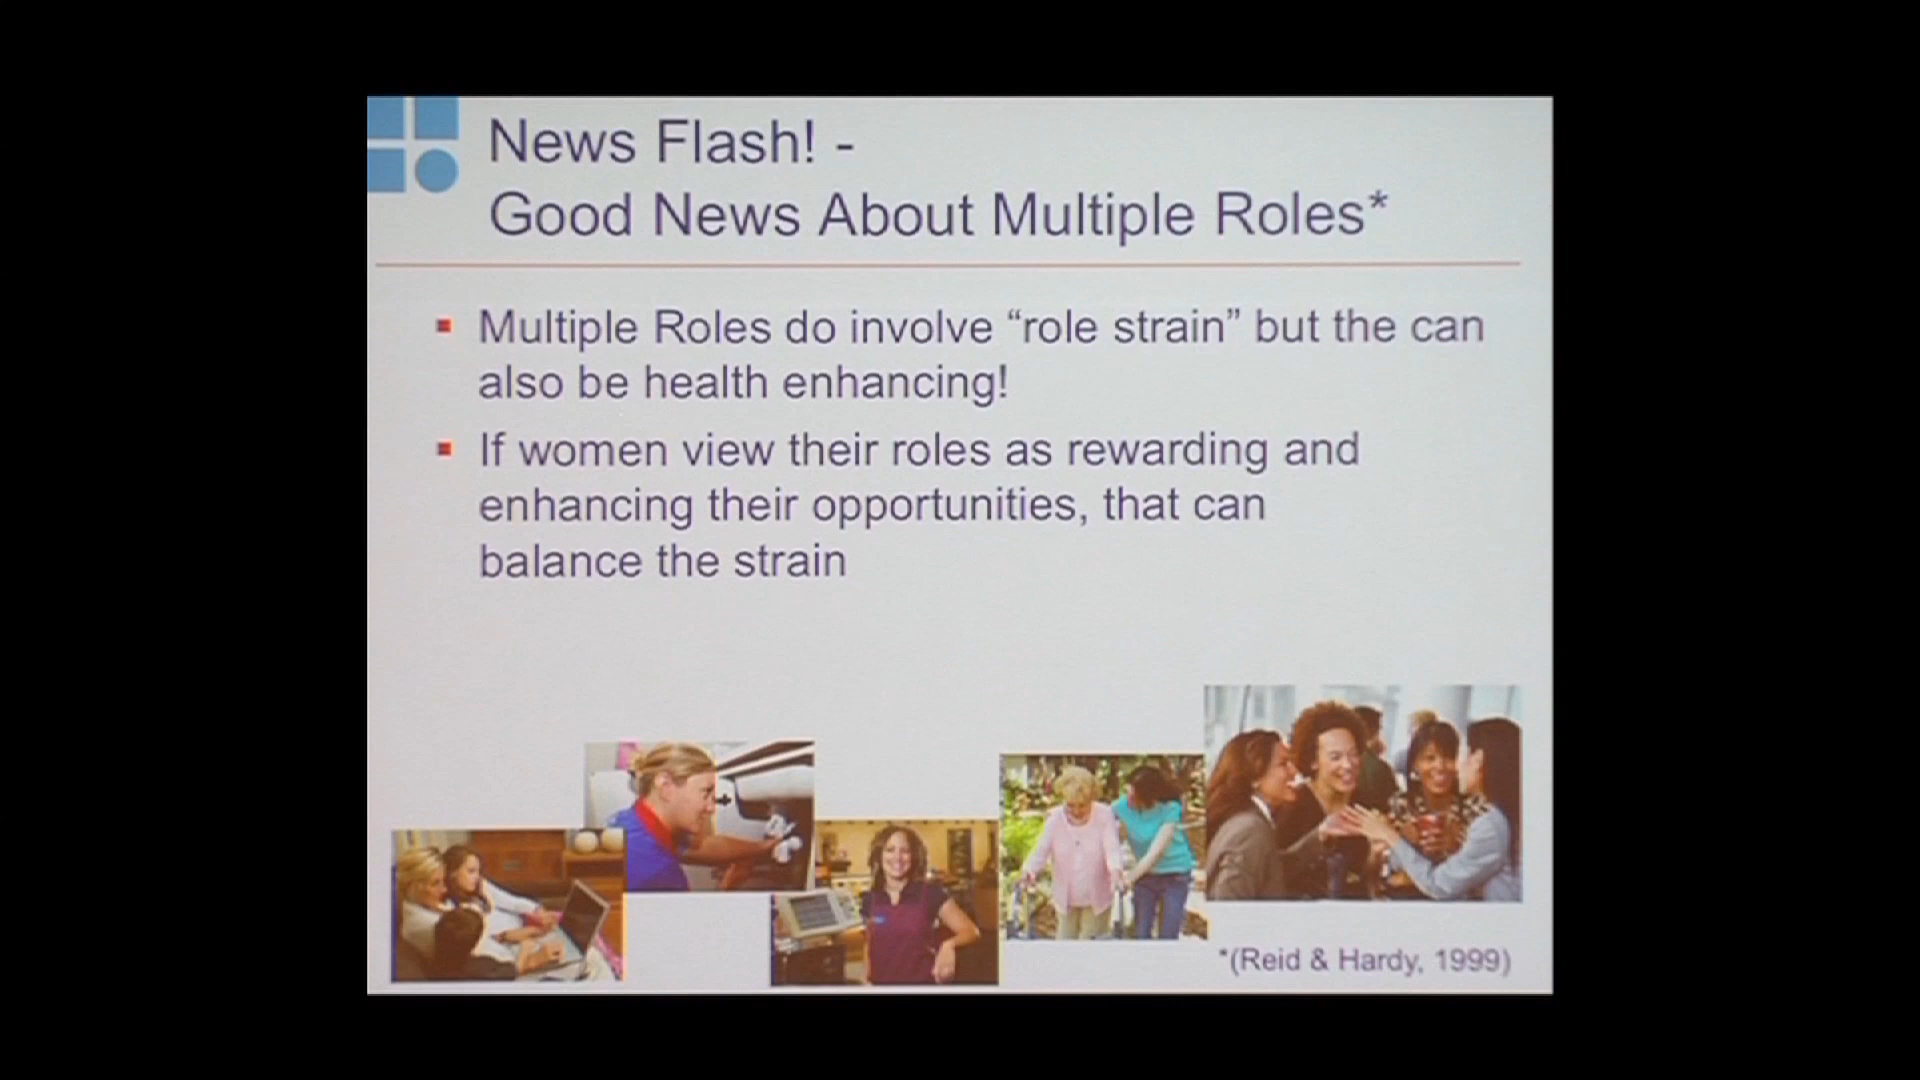 News Flash! -
Good News About Multiple Roles*
▪ Multiple Roles do involve “role strain” but the can
also be health enhancing!
▪ If women view their roles as rewarding and
enhancing their opportunities, that can
balance the strain
*(Reid & Hardy, 1999)